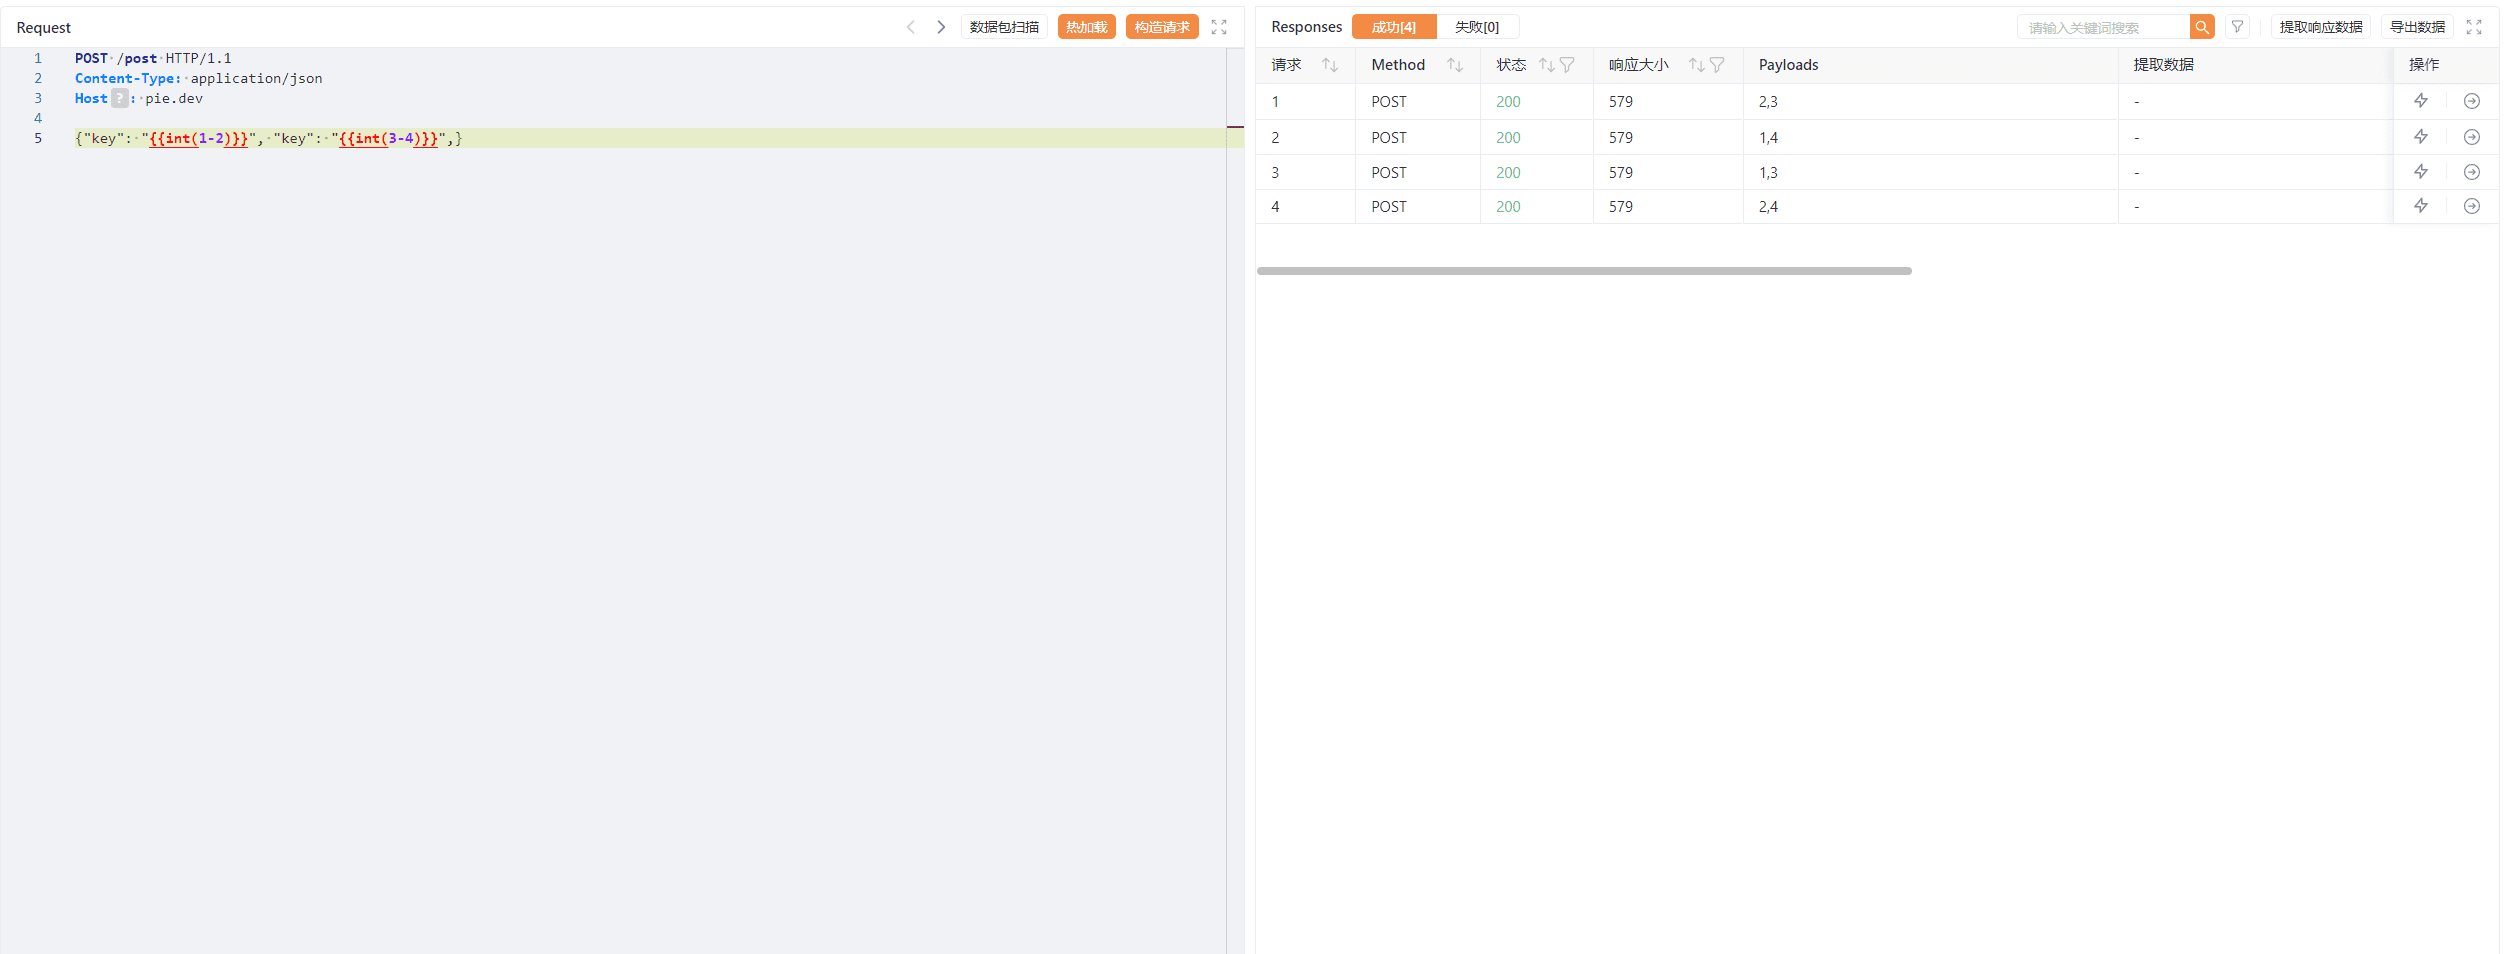 Request
数据包扫描
热加载
构造请求
1 POST /post HTTP/1.1
2 Content-Type: application/json
3 Host ? : pie.dev
4
5 {"key": "{{int(1-2)}}", "key": "{{int(3-4)}}",}
Responses
成功[4]
失败[0]
请输入关键词搜索
提取响应数据
导出数据
请求 Method 状态 响应大小 Payloads 提取数据 操作
1 POST 200 579 2,3 -
2 POST 200 579 1,4 -
3 POST 200 579 1,3 -
4 POST 200 579 2,4 -